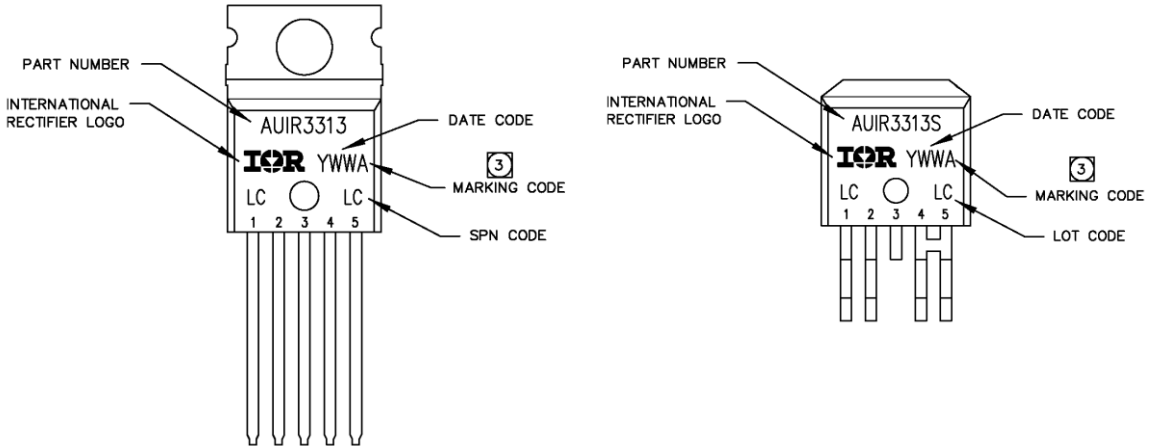 PART NUMBER
INTERNATIONAL
RECTIFIER LOGO
AUIR3313
DATE CODE
IOR YWWA
3
MARKING CODE
LC LC
1 2 3 4 5
SPN CODE
PART NUMBER
INTERNATIONAL
RECTIFIER LOGO
AUIR3313S
DATE CODE
IOR YWWA
3
MARKING CODE
LC LC
1 2 3 4 5
LOT CODE